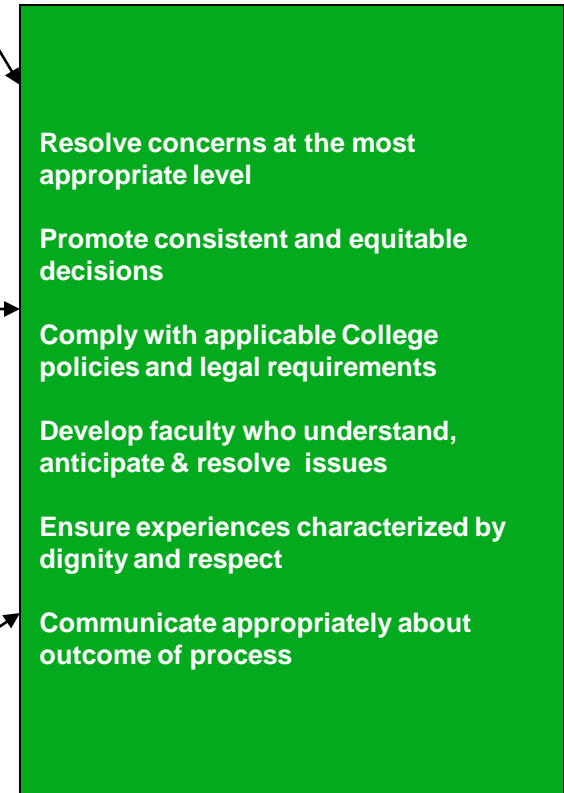 Resolve concerns at the most
appropriate level
Promote consistent and equitable
decisions
Comply with applicable College
policies and legal requirements
Develop faculty who understand,
anticipate & resolve  issues
Ensure experiences characterized by
dignity and respect
Communicate appropriately about
outcome of process